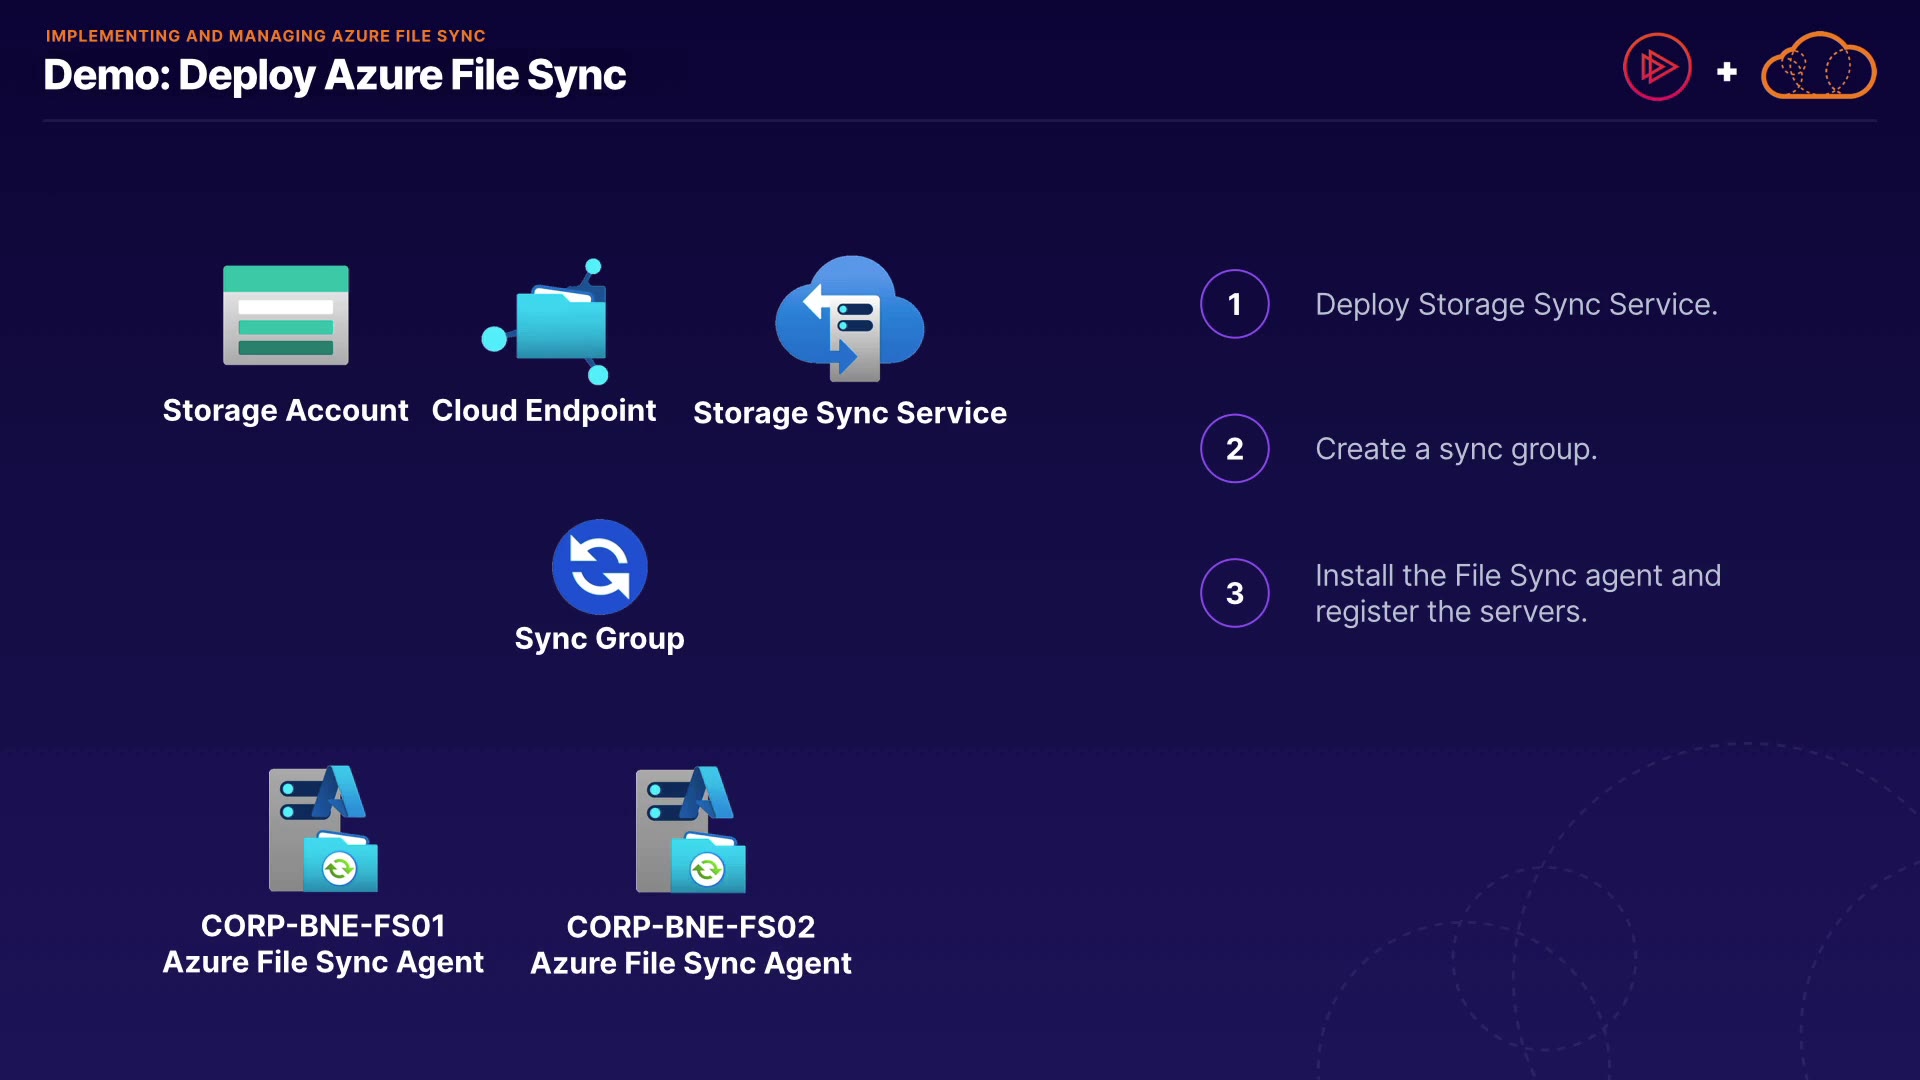 IMPLEMENTING AND MANAGING AZURE FILE SYNC
Demo: Deploy Azure File Sync
+
Storage Account
Cloud Endpoint
Storage Sync Service
Sync Group
CORP-BNE-FS01
Azure File Sync Agent
CORP-BNE-FS02
Azure File Sync Agent
1
Deploy Storage Sync Service.
2
Create a sync group.
3
Install the File Sync agent and
register the servers.